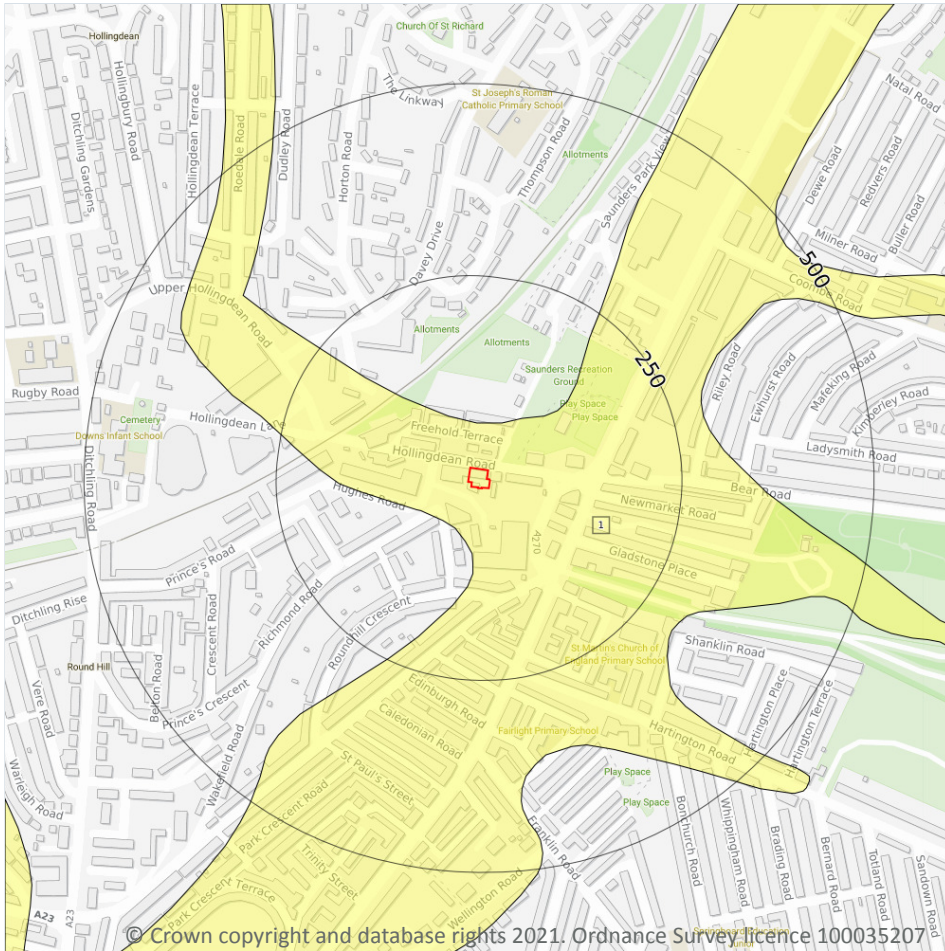 Hollingdean
Church Of St Richard
Hollingbury Road
Hollingdean Terrace
Ditchling Gardens
Roedale Road
Dudley Road
The Linkway
St Joseph's Roman
Catholic Primary School
Horton Road
Thompson Road
Allotments
Saunders Park View
Natal Road
Dewe Road
Redvers Road
Buller Road
Milner Road
Davey Drive
500
Coombe Road
Upper Hollingdean Road
Allotments
Allotments
250
Riley Road
Ewhurst Road
Mafeking Road
Kimberley Road
Saunders Recreation
Ground
Play Space
Play Space
Rugby Road
Cemetery
Downs Infant School
Hollingdean Lane
Freehold Terrace
Hollingdean Road
Ladysmith Road
Ditchling Road
Hughes Road
Bear Road
Newmarket Road
1
A270
Gladstone Place
Prince's Road
Ditchling Rise
Crescent Road
Richmond Road
Roundhill Crescent
Round Hill
Belton Road
Vere Road
Prince's Crescent
St Martin's Church of
England Primary School
Shanklin Road
Edinburgh Road
Caledonian Road
Fairlight Primary School
Hartington Road
Hartington Place
Hartington Terrace
Wakefield Road
St Paul's Street
Warleigh Road
Park Crescent Road
Play Space
Play Space
Trinity Street
Franklin Road
Bonchurch Road
Whippingham Road
Brading Road
Bernard Road
Totland Road
Sandown Road
Park Crescent Terrace
Wellington Road
A23
A23
Springboard Education
Junior
© Crown copyright and database rights 2021. Ordnance Survey licence 100035207.